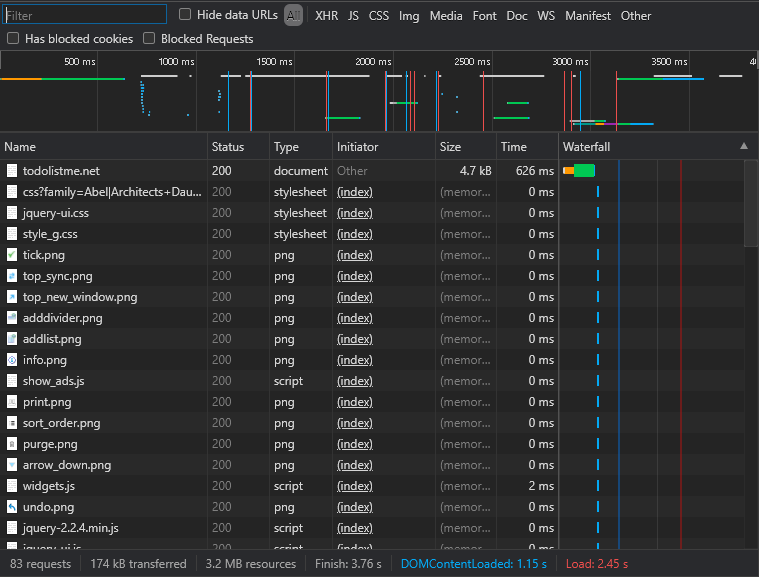 Filter Hide data URLs All XHR JS CSS Img Media Font Doc WS Manifest Other
Has blocked cookies Blocked Requests
500 ms 1000 ms 1500 ms 2000 ms 2500 ms 3000 ms 3500 ms
Name Status Type Initiator Size Time Waterfall
todolistme.net 200 document Other 4.7 kB 626 ms
css?family=Abel|Architects+Dau... 200 stylesheet (index) (memor... 0 ms
jquery-ui.css 200 stylesheet (index) (memor... 0 ms
style_g.css 200 stylesheet (index) (memor... 0 ms
tick.png 200 png (index) (memor... 0 ms
top_sync.png 200 png (index) (memor... 0 ms
top_new_window.png 200 png (index) (memor... 0 ms
adddivider.png 200 png (index) (memor... 0 ms
addlist.png 200 png (index) (memor... 0 ms
info.png 200 png (index) (memor... 0 ms
show_ads.js 200 script (index) (memor... 0 ms
print.png 200 png (index) (memor... 0 ms
sort_order.png 200 png (index) (memor... 0 ms
purge.png 200 png (index) (memor... 0 ms
arrow_down.png 200 png (index) (memor... 0 ms
widgets.js 200 script (index) (memor... 2 ms
undo.png 200 png (index) (memor... 0 ms
jquery-2.2.4.min.js 200 script (index) (memor... 0 ms
jquery-ui.js 200 script (index) (memor... 0 ms
83 requests 174 kB transferred 3.2 MB resources Finish: 3.76 s DOMContentLoaded: 1.15 s Load: 2.45 s